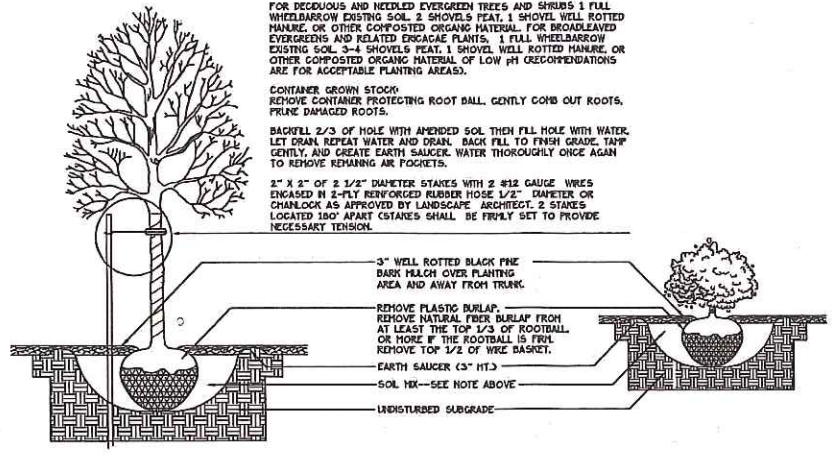 FOR DECIDUOUS AND NEEDLED EVERGREEN TREES AND SHRUBS 1 FULL
WHEELBARROW EXISTING SOIL, 2 SHOVELS PEAT, 1 SHOVEL WELL ROTTED
MANURE, OR OTHER COMPOSTED ORGANIC MATERIAL. FOR BROADLEAVED
EVERGREENS AND RELATED ERICACAE PLANTS, 1 FULL WHEELBARROW
EXISTING SOIL, 3-4 SHOVELS PEAT, 1 SHOVEL WELL ROTTED MANURE, OR
OTHER COMPOSTED ORGANIC MATERIAL OF LOW pH (RECOMMENDATIONS
ARE FOR ACCEPTABLE PLANTING AREAS).
CONTAINER GROWN STOCK:
REMOVE CONTAINER PROTECTING ROOT BALL, GENTLY COMB OUT ROOTS,
PRUNE DAMAGED ROOTS.
BACKFILL 2/3 OF HOLE WITH AMENDED SOIL THEN FILL HOLE WITH WATER,
LET DRAIN, REPEAT WATER AND DRAIN. BACK FILL TO FINISH GRADE, TAMP
GENTLY, AND CREATE EARTH SAUCER. WATER THOROUGHLY ONCE AGAIN
TO REMOVE REMAINING AIR POCKETS.
2" X 2" OF 2 1/2" DIAMETER STAKES WITH 2 #12 GAUGE WIRES
ENCASED IN 2-PLY REINFORCED RUBBER HOSE 1/2" DIAMETER OR
CHAINLOCK AS APPROVED BY LANDSCAPE ARCHITECT. 2 STAKES
LOCATED 180° APART (STAKES SHALL BE FIRMLY SET TO PROVIDE
NECESSARY TENSION.
3" WELL ROTTED BLACK PINE
BARK MULCH OVER PLANTING
AREA AND AWAY FROM TRUNK.
REMOVE PLASTIC BURLAP.
REMOVE NATURAL FIBER BURLAP FROM
AT LEAST THE TOP 1/3 OF ROOTBALL
OR MORE IF THE ROOTBALL IS FIRM.
REMOVE TOP 1/2 OF WIRE BASKET.
EARTH SAUCER (3" HT.)
SOIL MIX--SEE NOTE ABOVE
UNDISTURBED SUBGRADE